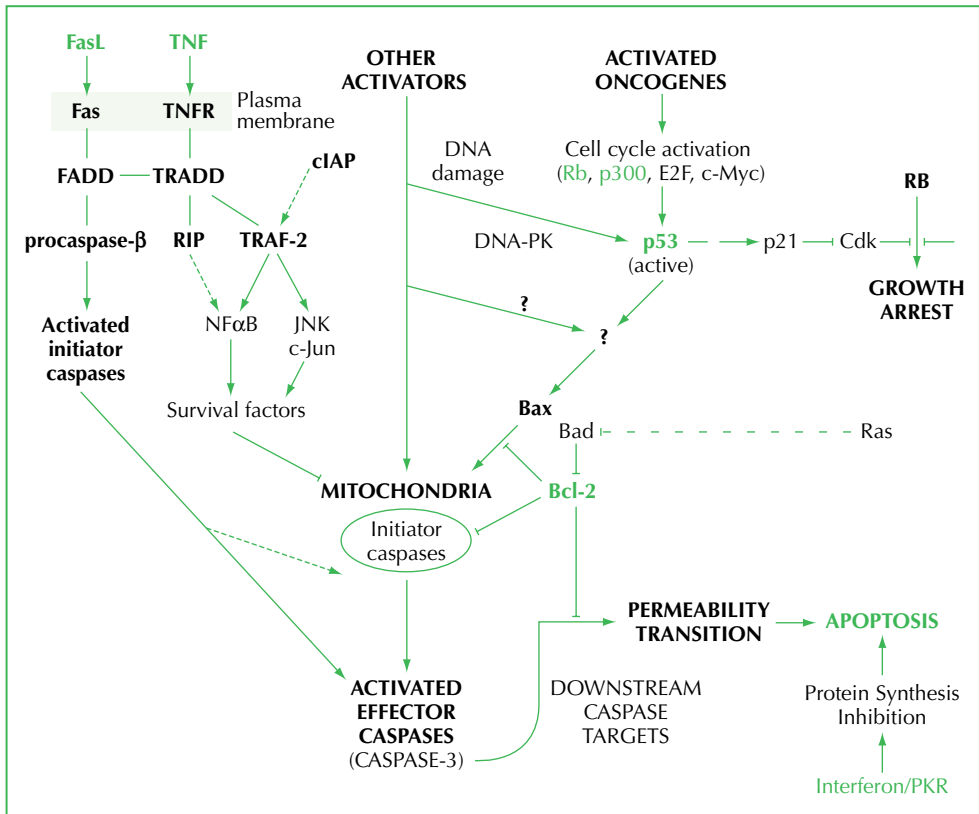 FasL
TNF
OTHER
ACTIVATORS
ACTIVATED
ONCOGENES
Fas
TNFR
Plasma
membrane
FADD
TRADD
cIAP
DNA
damage
Cell cycle activation
(Rb, p300, E2F, c-Myc)
RB
procaspase-β
RIP
TRAF-2
DNA-PK
p53
(active)
p21
Cdk
GROWTH
ARREST
Activated
initiator
caspases
NFαB
JNK
c-Jun
?
?
Survival factors
Bax
Bad
Ras
MITOCHONDRIA
Bcl-2
Initiator
caspases
PERMEABILITY
TRANSITION
APOPTOSIS
ACTIVATED
EFFECTOR
CASPASES
(CASPASE-3)
DOWNSTREAM
CASPASE
TARGETS
Protein Synthesis
Inhibition
Interferon/PKR